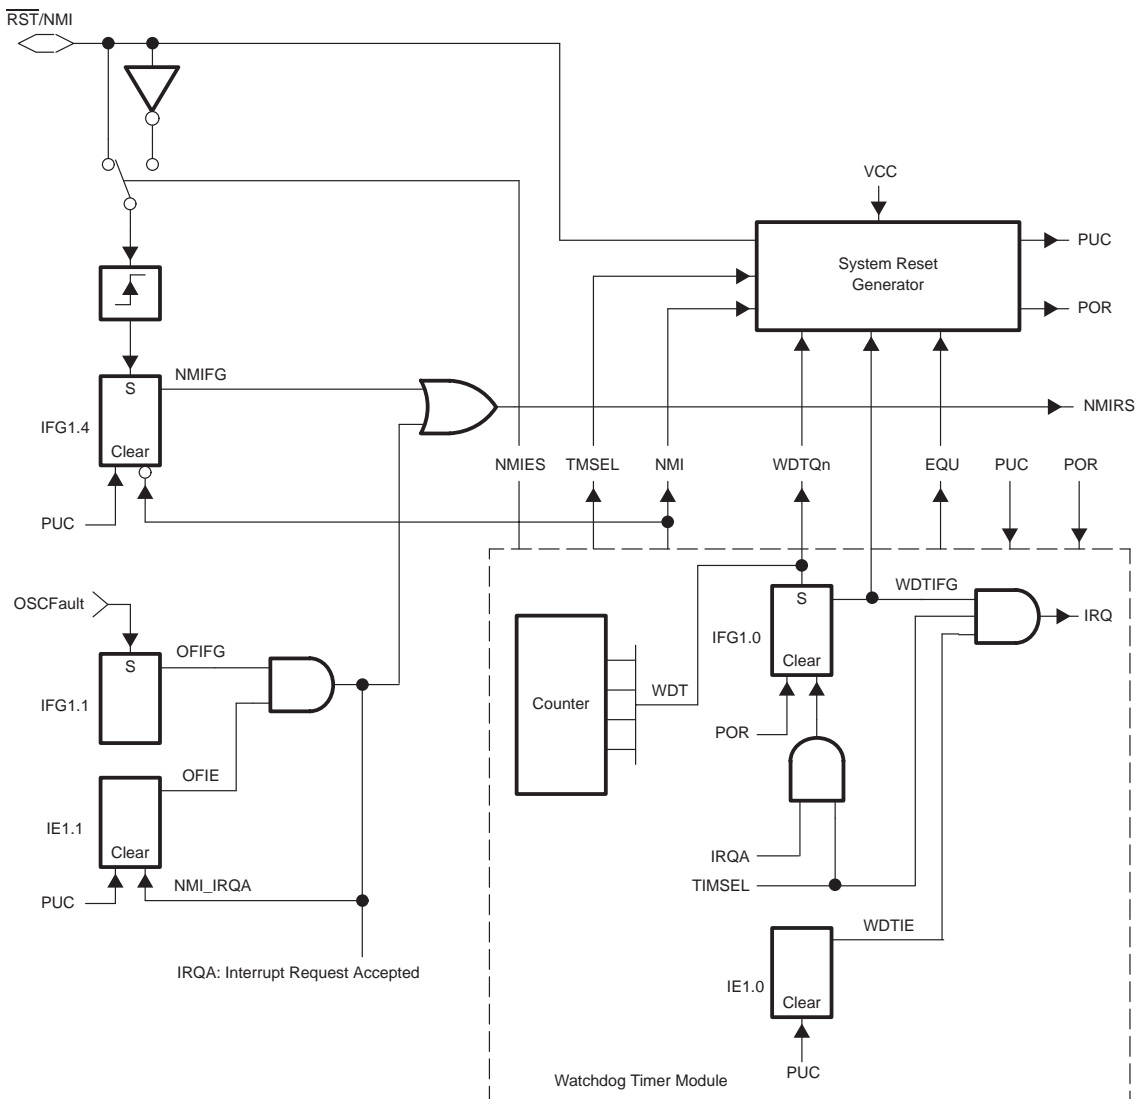 RST/NMI
VCC
System Reset
Generator
PUC
POR
S
NMIFG
IFG1.4
Clear
NMIRS
NMIES
TMSEL
NMI
WDTQn
EQU
PUC
POR
PUC
OSCFault
S
OFIFG
IFG1.1
OFIE
IE1.1
Clear
NMI_IRQA
PUC
IRQA: Interrupt Request Accepted
S
WDTIFG
IFG1.0
IRQ
Clear
Counter
WDT
POR
IRQA
TIMSEL
WDTIE
IE1.0
Clear
PUC
Watchdog Timer Module